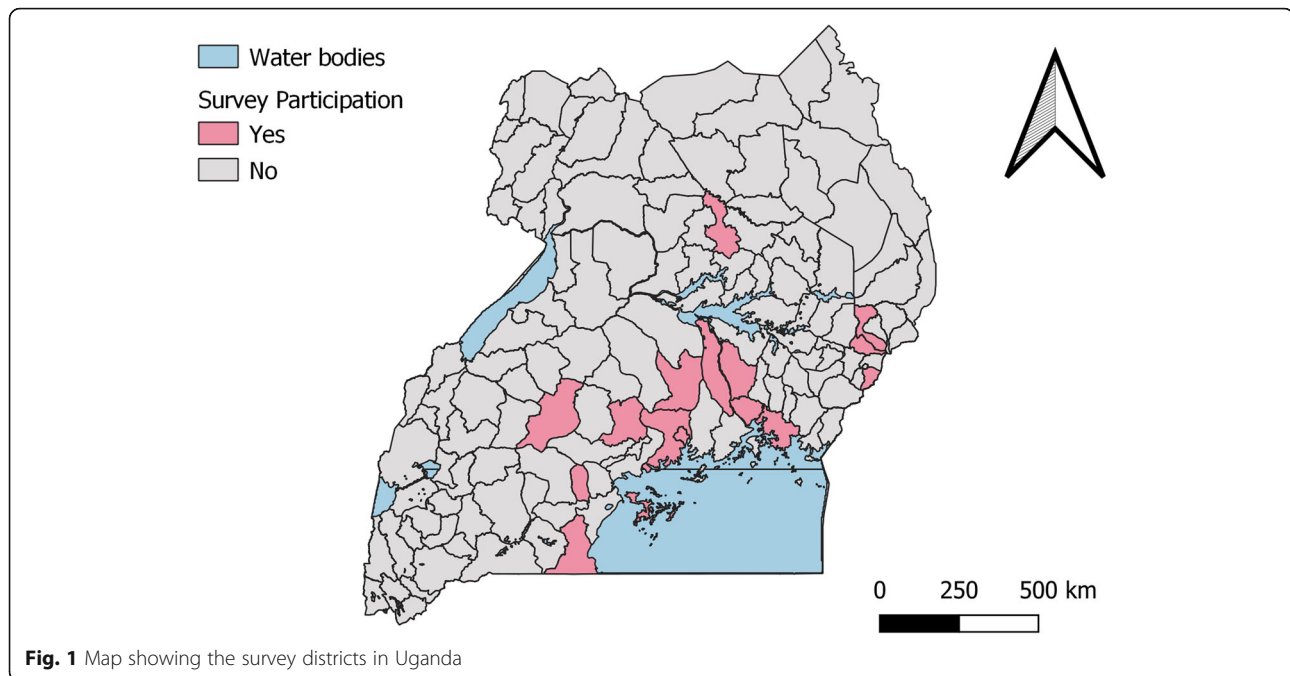 Water bodies
Survey Participation
Yes
No
0 250 500 km
Fig. 1 Map showing the survey districts in Uganda